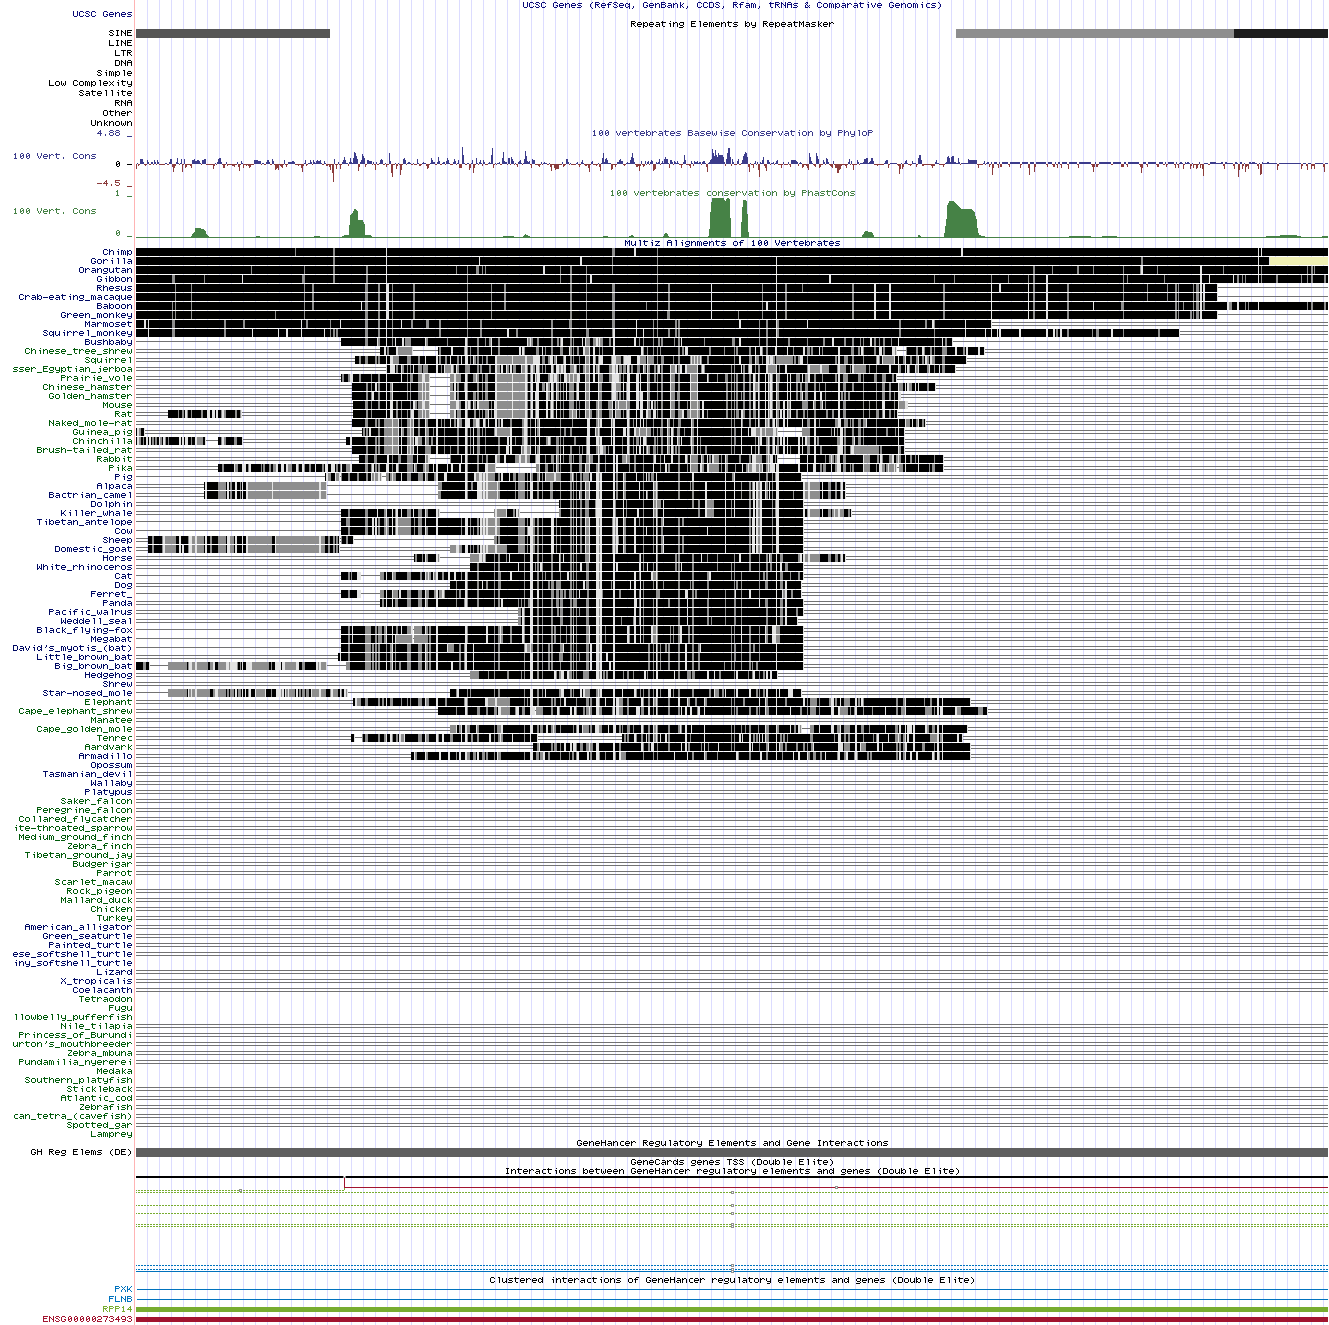 UCSC Genes (RefSeq, GenBank, CCDS, Rfam, tRNAs & Comparative Genomics)
UCSC Genes
Repeating Elements by RepeatMasker
SINE
LINE
LTR
DNA
Simple
Low Complexity
Satellite
RNA
Other
Unknown
4.88 _
100 vertebrates Basewise Conservation by PhyloP
100 Vert. Cons
0 -
-4.5 _
1 _
100 vertebrates conservation by PhastCons
100 Vert. Cons
0 _
Multiz Alignments of 100 Vertebrates
Chimp
Gorilla
Orangutan
Gibbon
Rhesus
Crab-eating_macaque
Baboon
Green_monkey
Marmoset
Squirrel_monkey
Bushbaby
Chinese_tree_shrew
Squirrel
sser_Egyptian_jerboa
Prairie_vole
Chinese_hamster
Golden_hamster
Mouse
Rat
Naked_mole-rat
Guinea_pig
Chinchilla
Brush-tailed_rat
Rabbit
Pika
Pig
Alpaca
Bactrian_camel
Dolphin
Killer_whale
Tibetan_antelope
Cow
Sheep
Domestic_goat
Horse
White_rhinoceros
Cat
Dog
Ferret_
Panda
Pacific_walrus
Weddell_seal
Black_flying-fox
Megabat
David's_myotis_(bat)
Little_brown_bat
Big_brown_bat
Hedgehog
Shrew
Star-nosed_mole
Elephant
Cape_elephant_shrew
Manatee
Cape_golden_mole
Tenrec
Aardvark
Armadillo
Opossum
Tasmanian_devil
Wallaby
Platypus
Saker_falcon
Peregrine_falcon
Collared_flycatcher
ite-throated_sparrow
Medium_ground_finch
Zebra_finch
Tibetan_ground_jay
Budgerigar
Parrot
Scarlet_macaw
Rock_pigeon
Mallard_duck
Chicken
Turkey
American_alligator
Green_seaturtle
Painted_turtle
ese_softshell_turtle
iny_softshell_turtle
Lizard
X_tropicalis
Coelacanth
Tetraodon
Fugu
llowbelly_pufferfish
Nile_tilapia
Princess_of_Burundi
urton's_mouthbreeder
Zebra_mbuna
Pundamilia_nyererei
Medaka
Southern_platyfish
Stickleback
Atlantic_cod
Zebrafish
can_tetra_(cavefish)
Spotted_gar
Lamprey
GeneHancer Regulatory Elements and Gene Interactions
GH Reg Elems (DE)
GeneCards genes TSS (Double Elite)
Interactions between GeneHancer regulatory elements and genes (Double Elite)
Clustered interactions of GeneHancer regulatory elements and genes (Double Elite)
PXK
FLNB
RPP14
ENSG00000273493